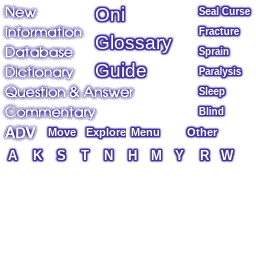 New
Information
Database
Dictionary
Question & Answer
Commentary
Oni
Glossary
Guide
Seal Curse
Fracture
Sprain
Paralysis
Sleep
Blind
ADV Move Explore Menu Other
A K S T N H M Y R W